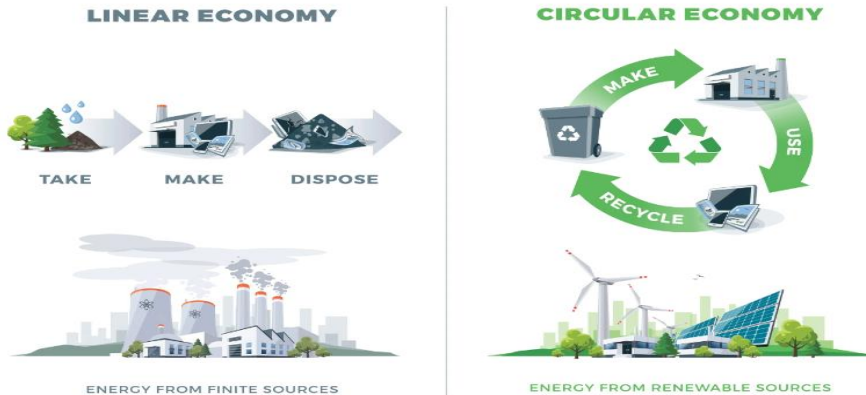 LINEAR ECONOMY
TAKE
MAKE
DISPOSE
ENERGY FROM FINITE SOURCES
CIRCULAR ECONOMY
MAKE
USE
RECYCLE
ENERGY FROM RENEWABLE SOURCES